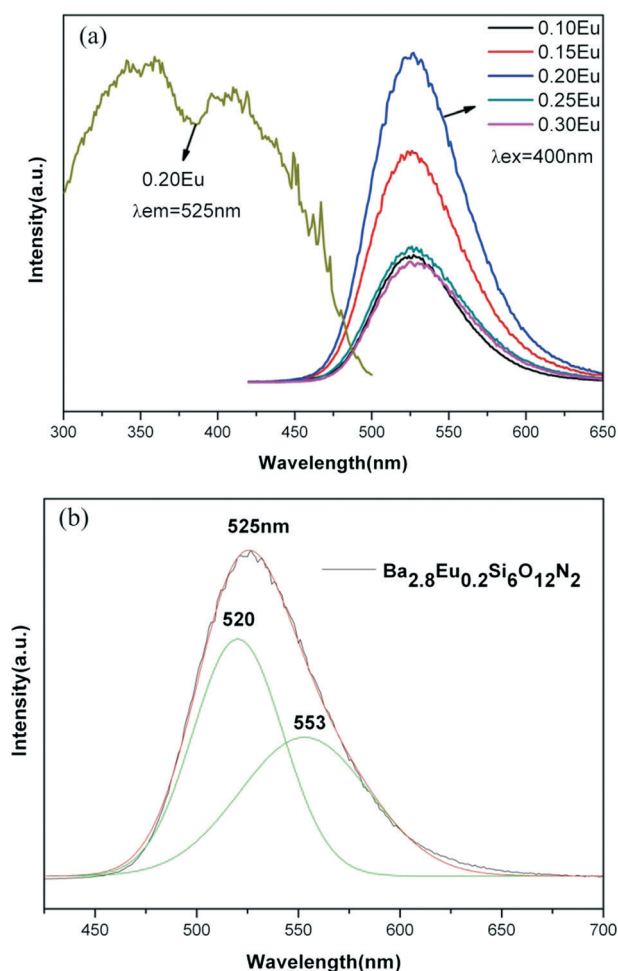 (a)
0.10Eu
0.15Eu
0.20Eu
0.25Eu
0.30Eu
λex=400nm
0.20Eu
λem=525nm
Intensity(a.u.)
300 350 400 450 500 550 600 650
Wavelength(nm)
(b)
525nm
Ba2.8Eu0.2Si6O12N2
520
553
Intensity(a.u.)
450 500 550 600 650 700
Wavelength(nm)